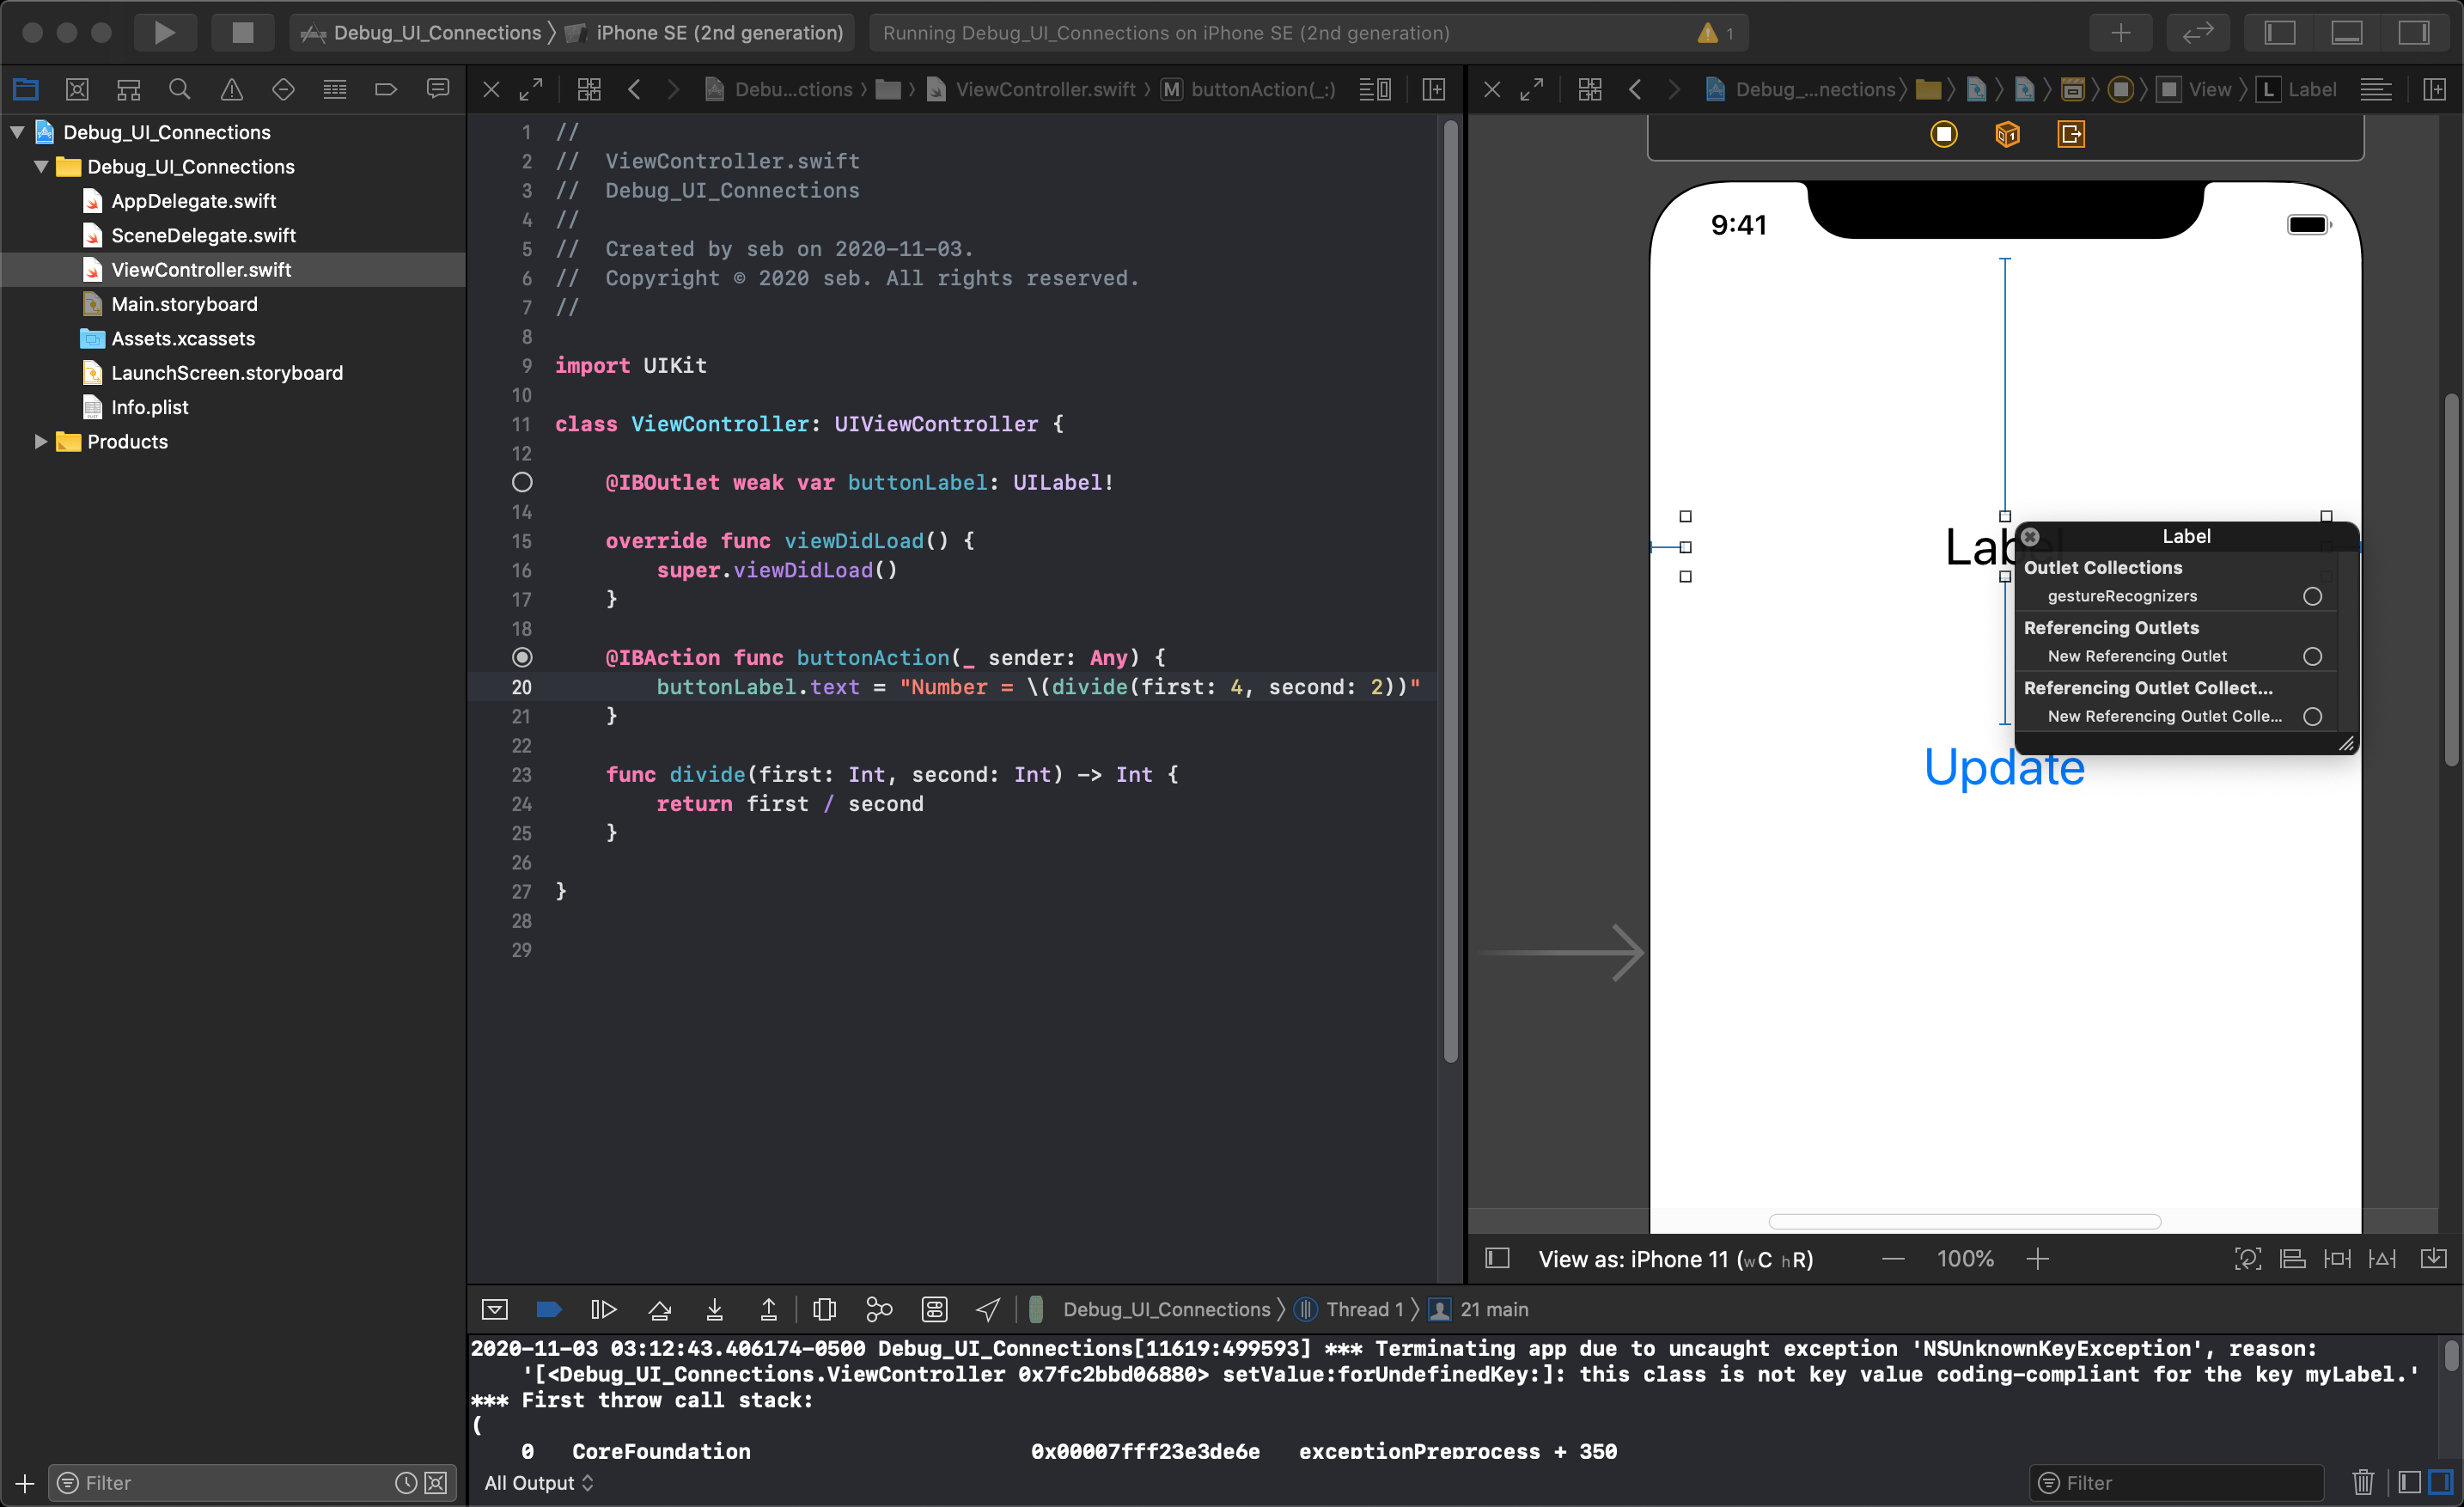 Debug_UI_Connections iPhone SE (2nd generation)
Running Debug_UI_Connections on iPhone SE (2nd generation)
1
Debug_UI_Connections
Debug_UI_Connections
AppDelegate.swift
SceneDelegate.swift
ViewController.swift
Main.storyboard
Assets.xcassets
LaunchScreen.storyboard
Info.plist
Products
Filter
Debu...ctions ViewController.swift M buttonAction(_:)
1 //
2 //  ViewController.swift
3 //  Debug_UI_Connections
4 //
5 //  Created by seb on 2020-11-03.
6 //  Copyright © 2020 seb. All rights reserved.
7 //
8
9 import UIKit
10
11 class ViewController: UIViewController {
12
@IBOutlet weak var buttonLabel: UILabel!
14
15 override func viewDidLoad() {
16 super.viewDidLoad()
17 }
18
@IBAction func buttonAction(_ sender: Any) {
20 buttonLabel.text = "Number = \(divide(first: 4, second: 2))"
21 }
22
23 func divide(first: Int, second: Int) -> Int {
24 return first / second
25 }
26
27 }
28
29
Debug_...nections View L Label
9:41
Label
Update
Label
Outlet Collections
gestureRecognizers
Referencing Outlets
New Referencing Outlet
Referencing Outlet Collect...
New Referencing Outlet Colle...
View as: iPhone 11 (wC hR)
100%
Debug_UI_Connections Thread 1 21 main
2020-11-03 03:12:43.406174-0500 Debug_UI_Connections[11619:499593] *** Terminating app due to uncaught exception 'NSUnknownKeyException', reason:
'[<Debug_UI_Connections.ViewController 0x7fc2bbd06880> setValue:forUndefinedKey:]: this class is not key value coding-compliant for the key myLabel.'
*** First throw call stack:
(
0 CoreFoundation 0x00007fff23e3de6e exceptionPreprocess + 350
All Output
Filter